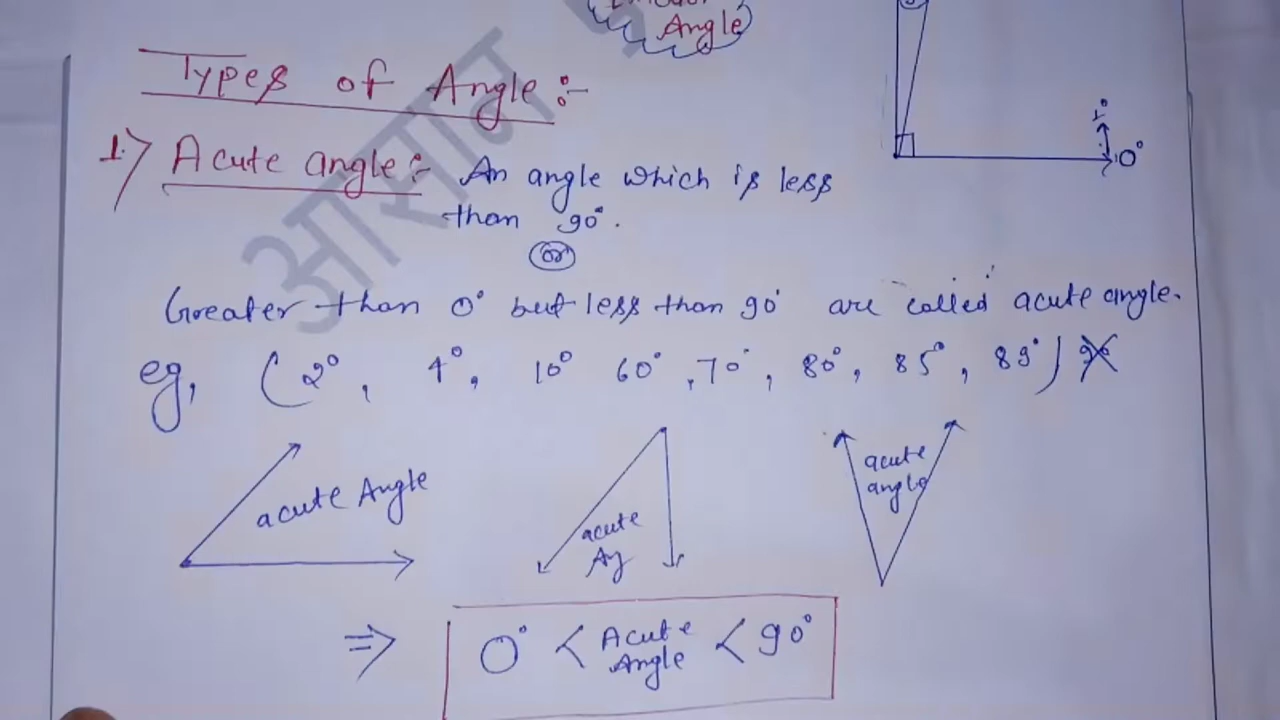 Angle
Types of Angle :-
1.) Acute angle :- An angle which is less
than 90°.
or
Greater than 0° but less than 90° are called acute angle.
eg, (2°, 4°, 10° 60°, 70°, 80°, 85°, 89°) 90
1°
0°
acute Angle
acute
Ag
acute
angle
⇒ 0° < Acute Angle < 90°
आसान